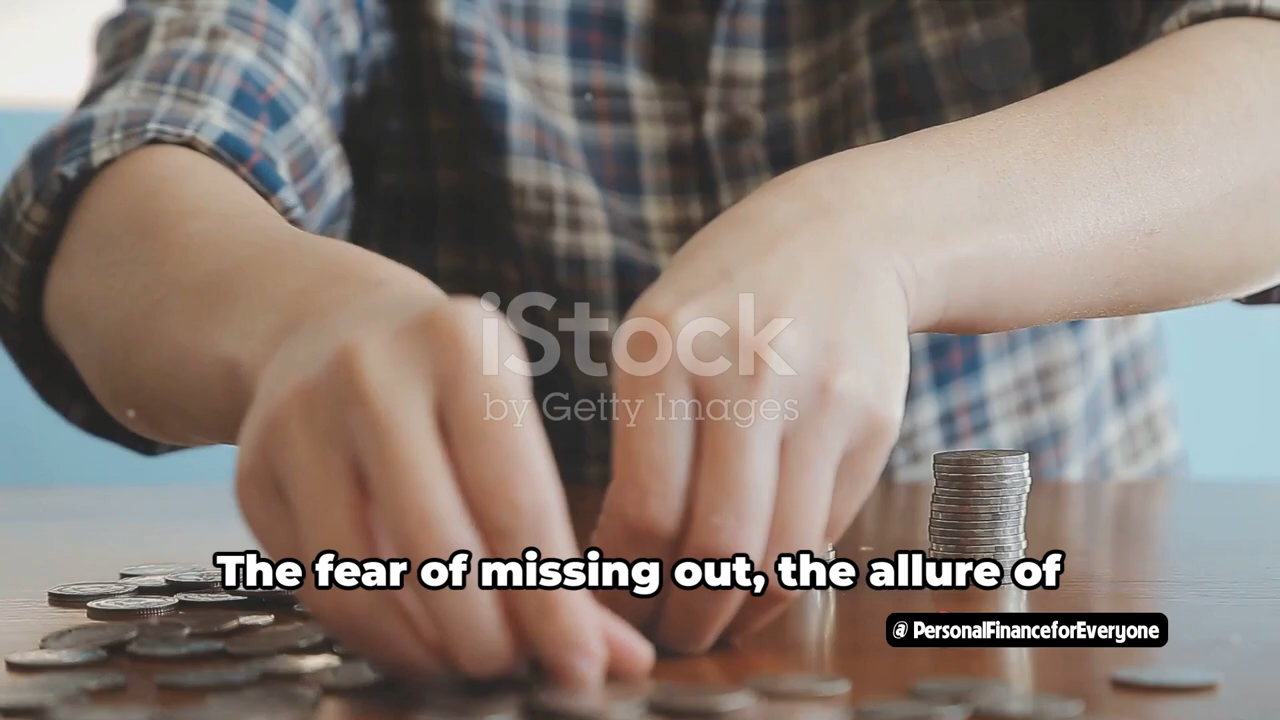 iStock
by Getty Images
The fear of missing out, the allure of
@ PersonalFinanceforEveryone